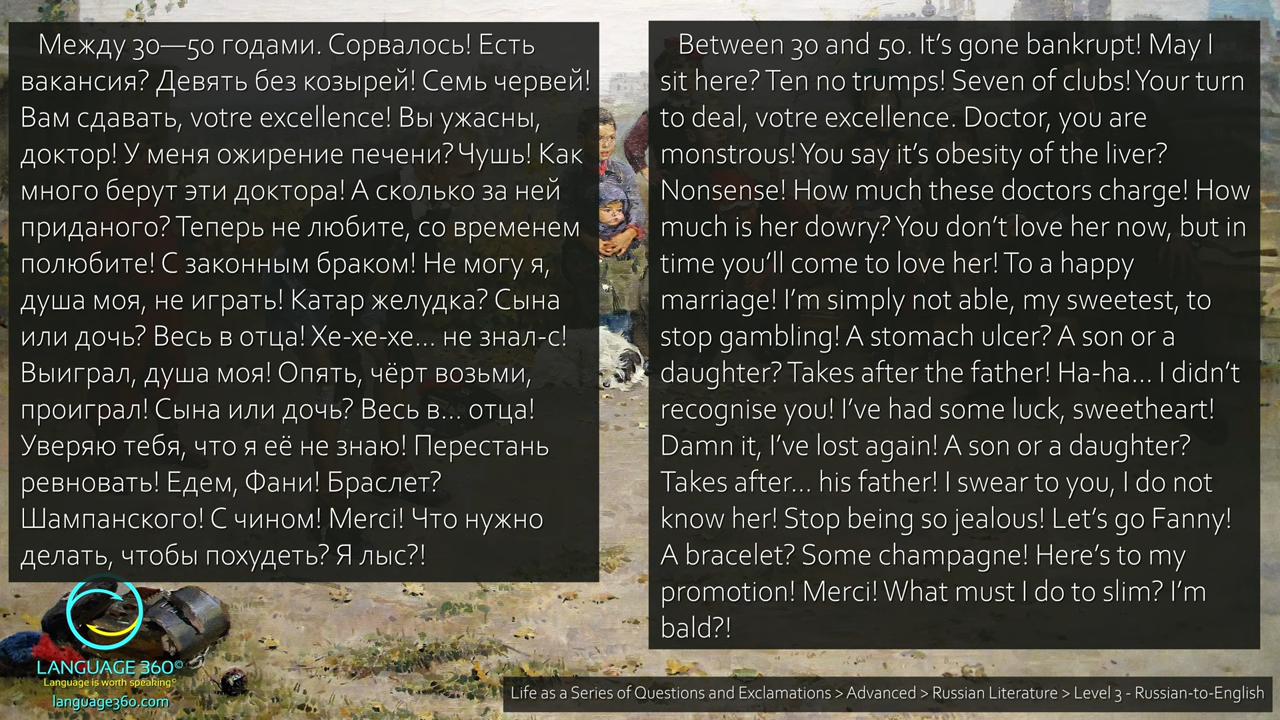 Между 30—50 годами. Сорвалось! Есть
вакансия? Девять без козырей! Семь червей!
Вам сдавать, votre excellence! Вы ужасны,
доктор! У меня ожирение печени? Чушь! Как
много берут эти доктора! А сколько за ней
приданого? Теперь не любите, со временем
полюбите! С законным браком! Не могу я,
душа моя, не играть! Катар желудка? Сына
или дочь? Весь в отца! Хе-хе-хе... не знал-с!
Выиграл, душа моя! Опять, чёрт возьми,
проиграл! Сына или дочь? Весь в... отца!
Уверяю тебя, что я её не знаю! Перестань
ревновать! Едем, Фани! Браслет?
Шампанского! С чином! Merci! Что нужно
делать, чтобы похудеть? Я лыс?!
Between 30 and 50. It's gone bankrupt! May I
sit here? Ten no trumps! Seven of clubs! Your turn
to deal, votre excellence. Doctor, you are
monstrous! You say it's obesity of the liver?
Nonsense! How much these doctors charge! How
much is her dowry? You don't love her now, but in
time you'll come to love her! To a happy
marriage! I'm simply not able, my sweetest, to
stop gambling! A stomach ulcer? A son or a
daughter? Takes after the father! Ha-ha... I didn't
recognise you! I've had some luck, sweetheart!
Damn it, I've lost again! A son or a daughter?
Takes after... his father! I swear to you, I do not
know her! Stop being so jealous! Let's go Fanny!
A bracelet? Some champagne! Here's to my
promotion! Merci! What must I do to slim? I'm
bald?!
LANGUAGE 360©
Language is worth speaking©
language360.com
Life as a Series of Questions and Exclamations > Advanced > Russian Literature > Level 3 - Russian-to-English